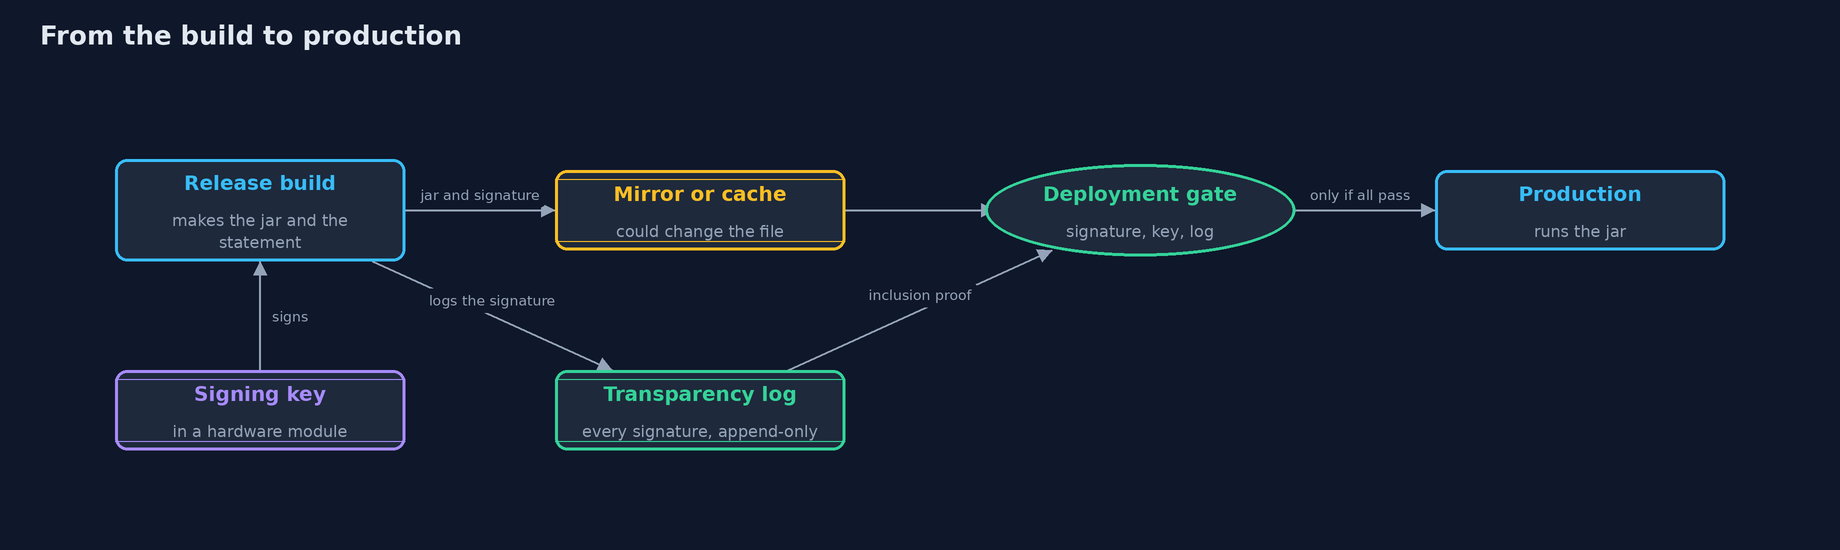 From the build to production
Release build
makes the jar and the
statement
jar and signature
Mirror or cache
could change the file
Deployment gate
signature, key, log
only if all pass
Production
runs the jar
logs the signature
inclusion proof
signs
Signing key
in a hardware module
Transparency log
every signature, append-only